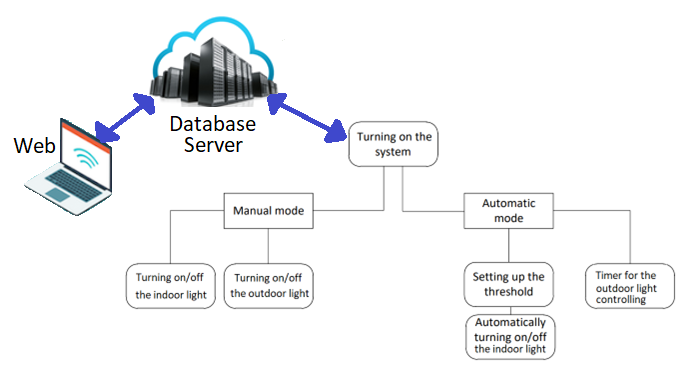 Web
Database
Server
Turning on the
system
Manual mode
Automatic
mode
Turning on/off
the indoor light
Turning on/off
the outdoor light
Setting up the
threshold
Timer for the
outdoor light
controlling
Automatically
turning on/off
the indoor light